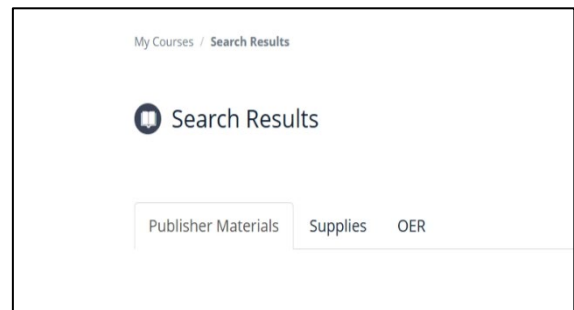 My Courses / Search Results
Search Results
Publisher Materials Supplies OER